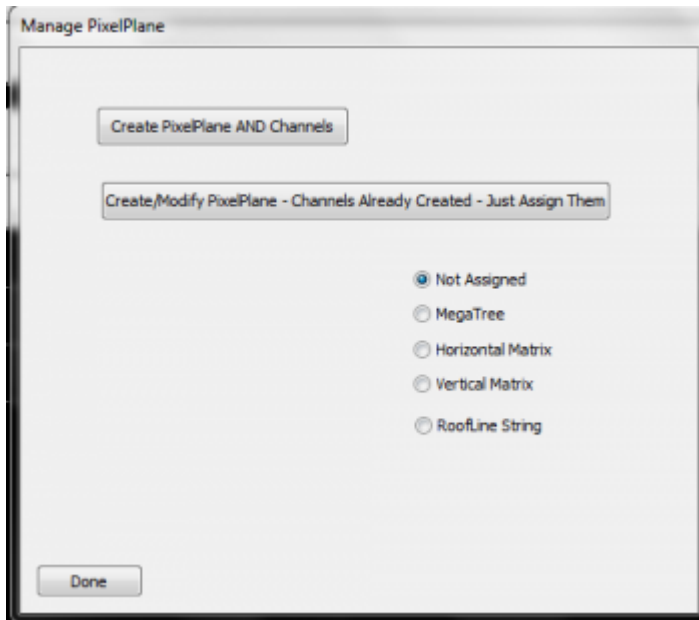 Manage PixelPlane
Create PixelPlane AND Channels
Create/Modify PixelPlane - Channels Already Created - Just Assign Them
Not Assigned
MegaTree
Horizontal Matrix
Vertical Matrix
RoofLine String
Done